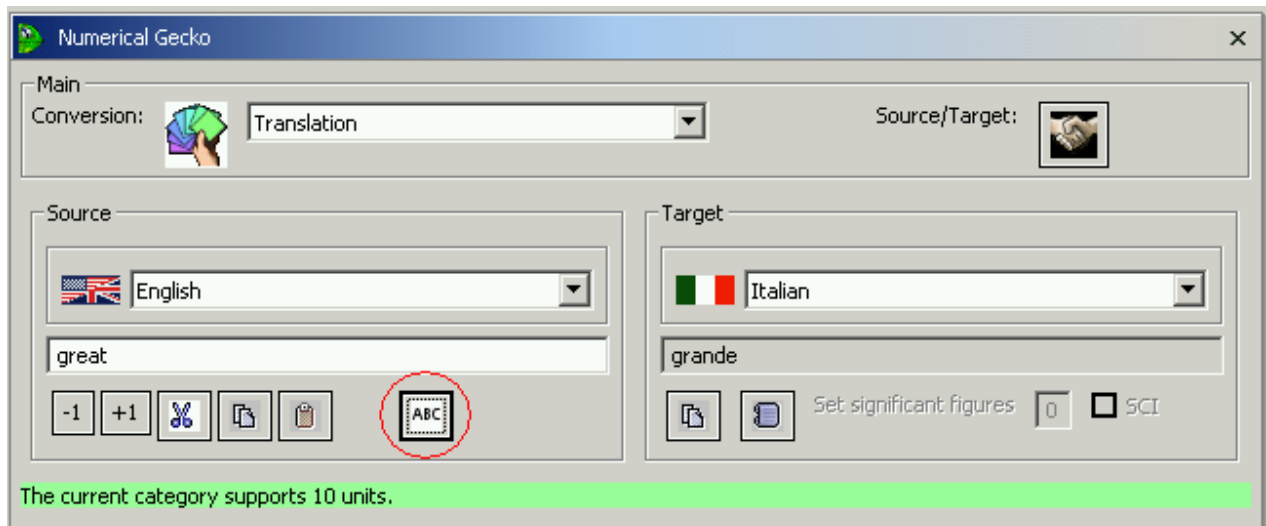 Numerical Gecko
Main
Conversion:
Translation
Source/Target:
Source
English
great
-1 +1 ABC
Target
Italian
grande
Set significant figures 0 SCI
The current category supports 10 units.